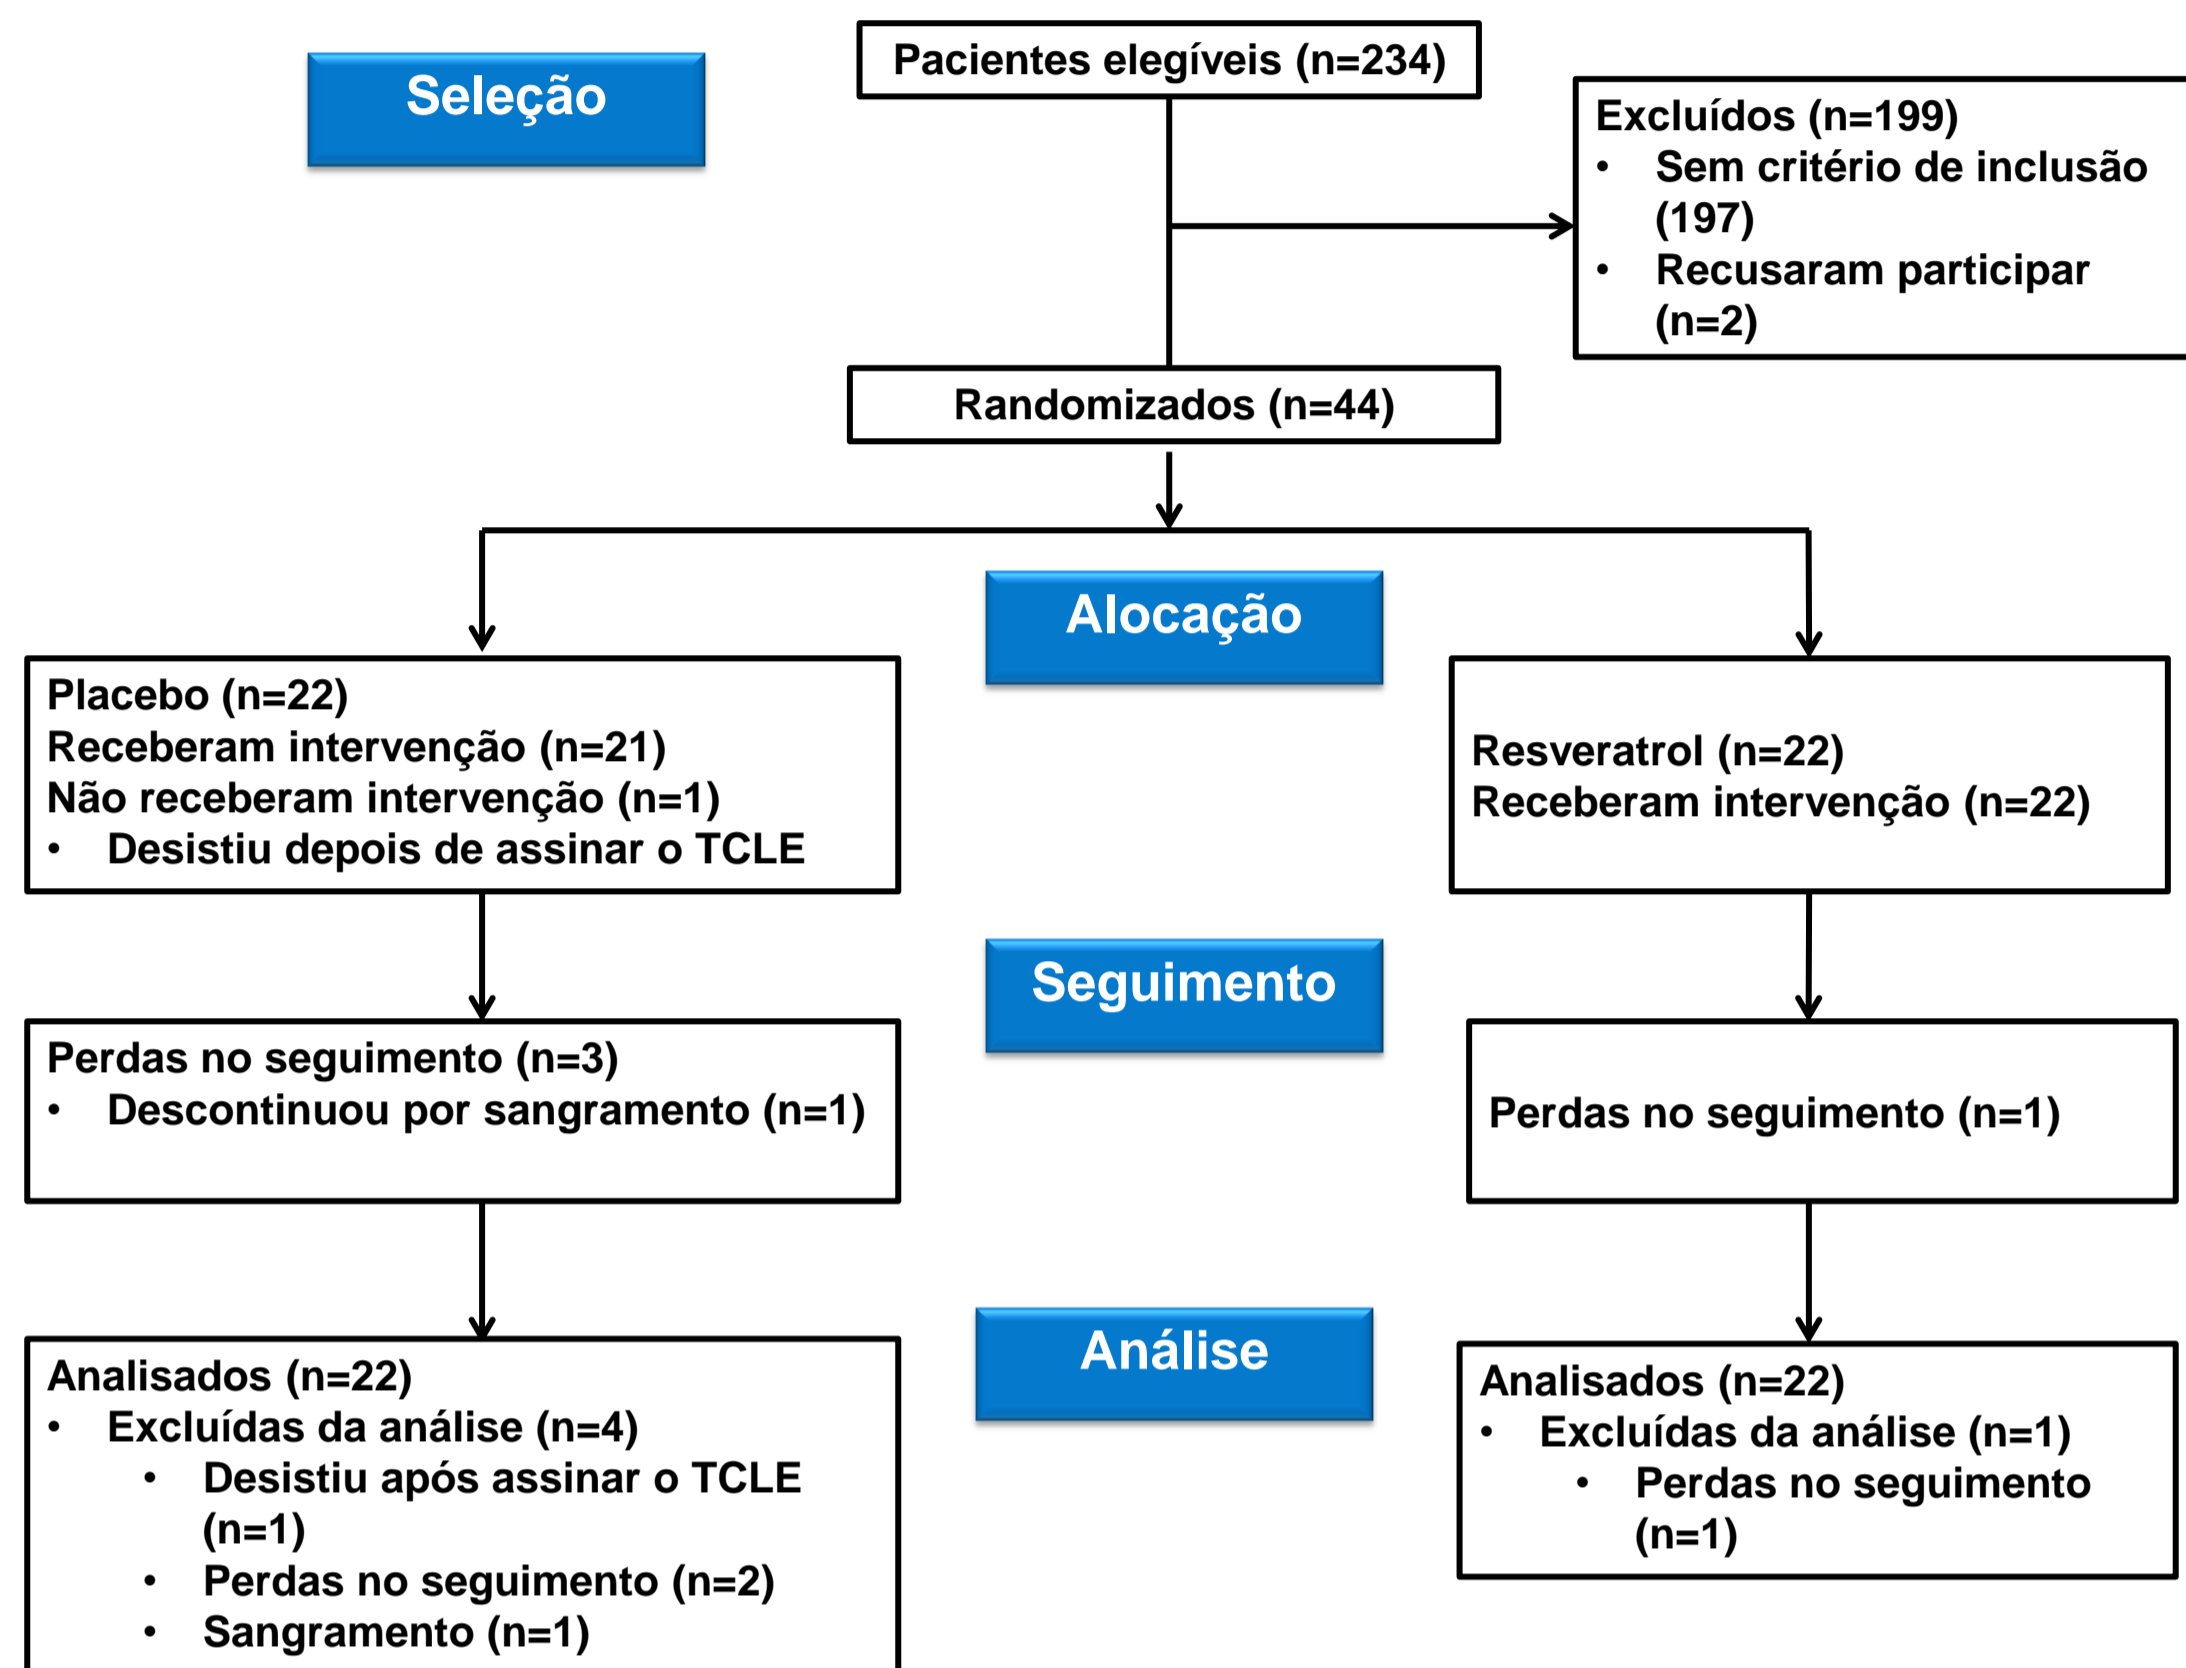 Seleção
Pacientes elegíveis (n=234)
Excluídos (n=199)
• Sem critério de inclusão
(197)
• Recusaram participar
(n=2)
Randomizados (n=44)
Alocação
Placebo (n=22)
Receberam intervenção (n=21)
Não receberam intervenção (n=1)
• Desistiu depois de assinar o TCLE
Resveratrol (n=22)
Receberam intervenção (n=22)
Seguimento
Perdas no seguimento (n=3)
• Descontinuou por sangramento (n=1)
Perdas no seguimento (n=1)
Análise
Analisados (n=22)
• Excluídas da análise (n=4)
• Desistiu após assinar o TCLE
(n=1)
• Perdas no seguimento (n=2)
• Sangramento (n=1)
Analisados (n=22)
• Excluídas da análise (n=1)
• Perdas no seguimento
(n=1)